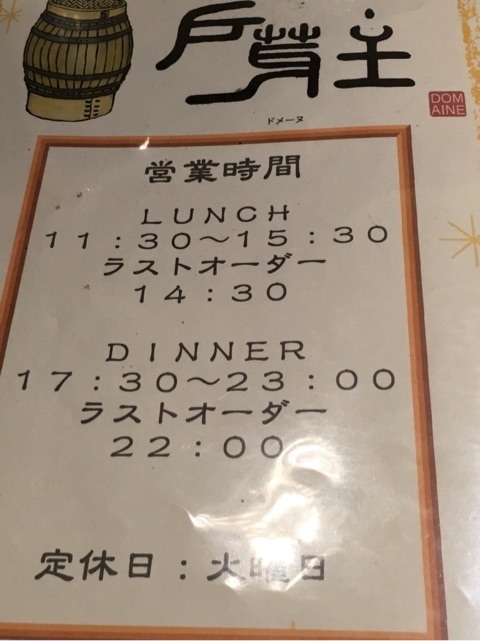 DOM
AINE
ドメーヌ
営業時間
LUNCH
11:30~15:30
ラストオーダー
14:30
DINNER
17:30~23:00
ラストオーダー
22:00
定休日:火曜日